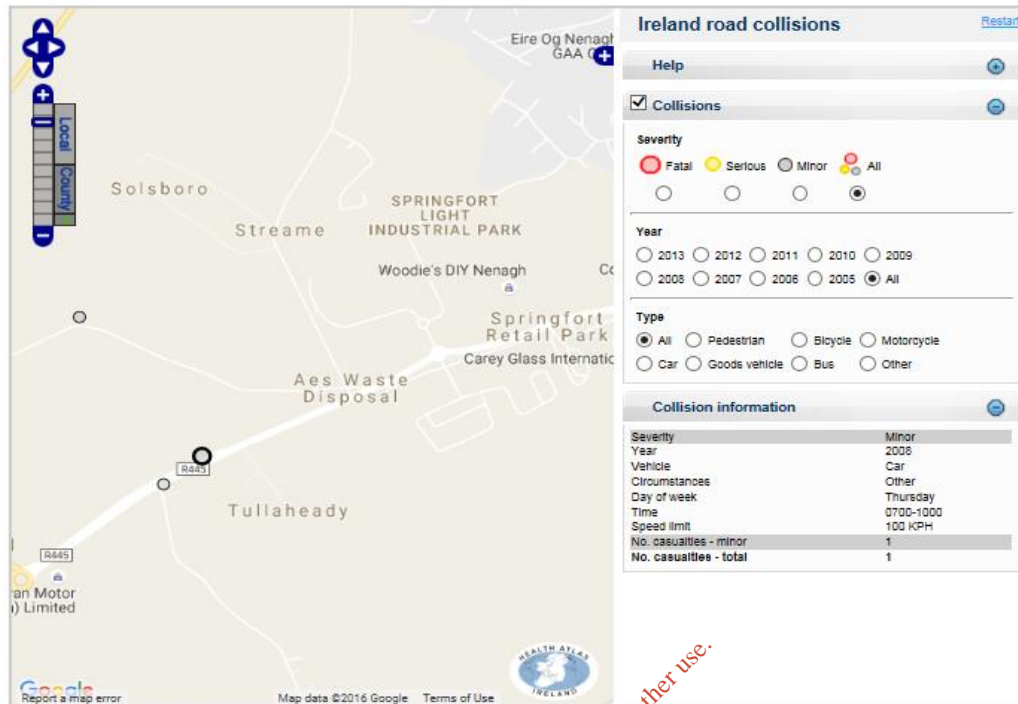 Eire Og Nenagh
GAA C
Local
County
Solsboro
Streame
SPRINGFORT
LIGHT
INDUSTRIAL PARK
Woodie's DIY Nenagh
Springfort
Retail Park
Carey Glass Internatio
Aes Waste
Disposal
R445
Tullaheady
R445
an Motor
) Limited
Google
Report a map error
Map data ©2016 Google Terms of Use
HEALTH ATLAS
IRELAND
Ireland road collisions
Restart
Help
Collisions
Severity
Fatal Serious Minor All
Year
2013 2012 2011 2010 2009
2008 2007 2006 2005 All
Type
All Pedestrian Bicycle Motorcycle
Car Goods vehicle Bus Other
Collision information
Severity Minor
Year 2008
Vehicle Car
Circumstances Other
Day of week Thursday
Time 0700-1000
Speed limit 100 KPH
No. casualties - minor 1
No. casualties - total 1
ther use.